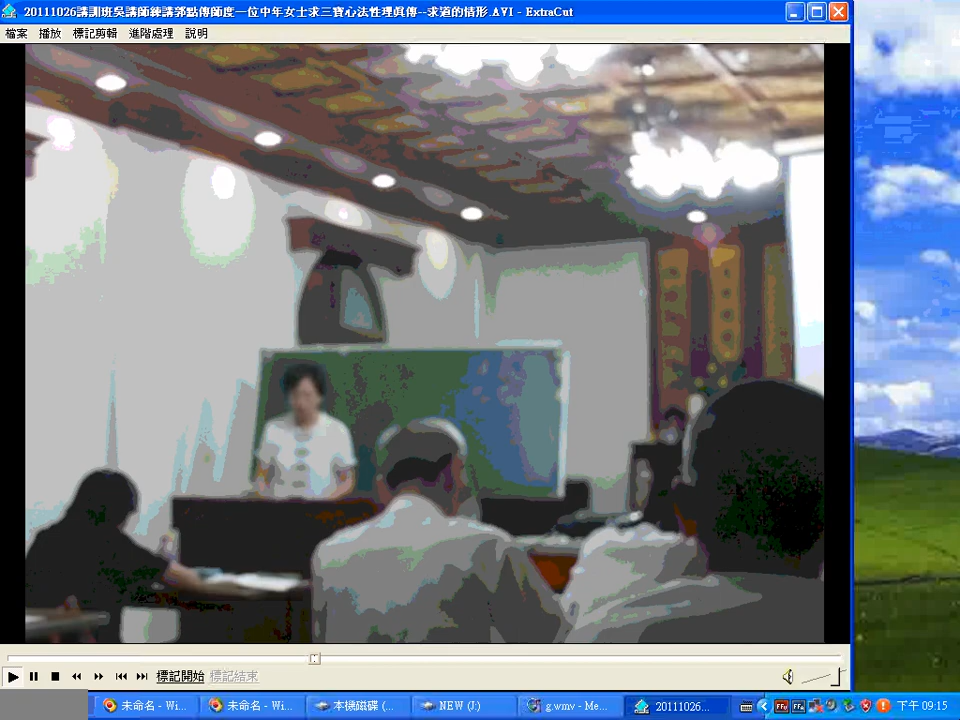 20111026講訓班吳講師練講郭點傳師度一位中年女士求三寶心法性理真傳--求道的情形.AVI - ExtraCut
檔案 播放 標記剪輯 進階處理 說明
標記開始 標記結束
未命名 - Wi... 未命名 - Wi... 本機磁碟 (... NEW (J:) g.wmv - Me... 20111026... 下午 09:15